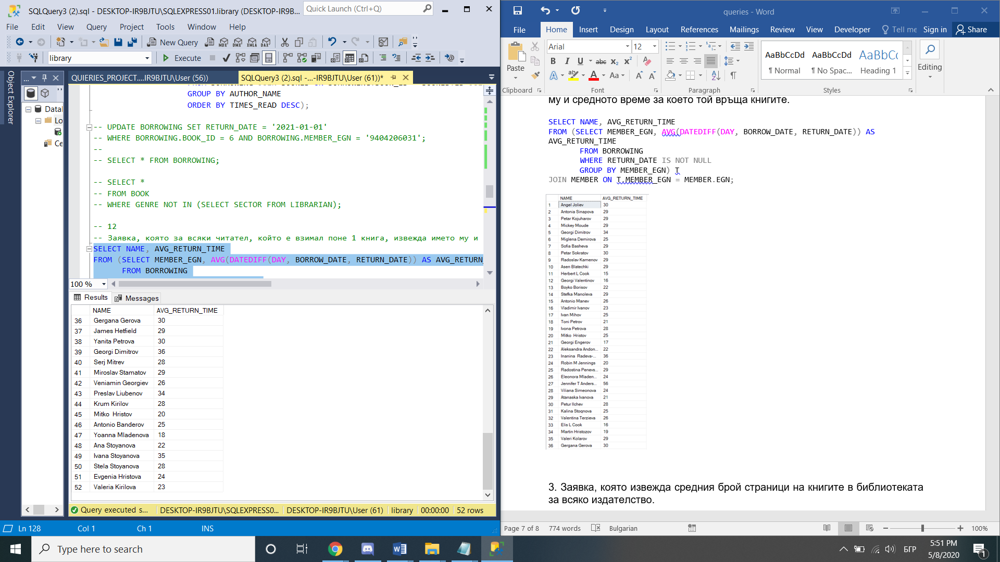 SQLQuery3 (2).sql - DESKTOP-IR9BJTU\SQLEXPRESS01.library (DESKTOP-IR9B...
Quick Launch (Ctrl+Q)
File Edit View Query Project Tools Window Help
New Query
MDX DMX XMLA DAX
library
Execute
Object Explorer
QUIERIES_PROJECT....IR9BJTU\User (56))
SQLQuery3 (2).sql -...-IR9BJTU\User (61))*
Datal
Lo
Ce
GROUP BY AUTHOR_NAME
ORDER BY TIMES_READ DESC);
-- UPDATE BORROWING SET RETURN_DATE = '2021-01-01'
-- WHERE BORROWING.BOOK_ID = 6 AND BORROWING.MEMBER_EGN = '9404206031';
--
-- SELECT * FROM BORROWING;
-- SELECT *
-- FROM BOOK
-- WHERE GENRE NOT IN (SELECT SECTOR FROM LIBRARIAN);
-- 12
-- Заявка, която за всяки читател, който е взимал поне 1 книга, извежда името му и
SELECT NAME, AVG_RETURN_TIME
FROM (SELECT MEMBER_EGN, AVG(DATEDIFF(DAY, BORROW_DATE, RETURN_DATE)) AS AVG_RETURN_
FROM BORROWING
100 %
Results Messages
NAME AVG_RETURN_TIME
36 Gergana Gerova 30
37 James Hetfield 29
38 Yanita Petrova 30
39 Georgi Dimitrov 36
40 Serj Mitrev 28
41 Miroslav Stamatov 29
42 Veniamin Georgiev 26
43 Preslav Liubenov 34
44 Krum Kirilov 28
45 Mitko Hristov 20
46 Antonio Banderov 25
47 Yoanna Mladenova 18
48 Ana Stoyanova 22
49 Ivana Stoyanova 35
50 Stela Stoyanova 28
51 Evgenia Hristova 24
52 Valeria Kirilova 23
Query executed s... DESKTOP-IR9BJTU\SQLEXPRESS0... DESKTOP-IR9BJTU\User (61) library 00:00:00 52 rows
Ln 128 Col 1 Ch 1 INS
queries - Word
File Home Insert Design Layout References Mailings Review View Developer Tell me Sign in Share
Paste
Arial 12
B I U abc x₂ x²
A ab A Aa A A
AaBbCcDd AaBbCcDd AaBbCc
¶ Normal ¶ No Spac... Heading 1
Editing
Clipboard Font Paragraph Styles
му и средното време за което той връща книгите.
SELECT NAME, AVG_RETURN_TIME
FROM (SELECT MEMBER_EGN, AVG(DATEDIFF(DAY, BORROW_DATE, RETURN_DATE)) AS
AVG_RETURN_TIME
FROM BORROWING
WHERE RETURN_DATE IS NOT NULL
GROUP BY MEMBER_EGN) T
JOIN MEMBER ON T.MEMBER_EGN = MEMBER.EGN;
NAME AVG_RETURN_TIME
1 Angel Joliev 30
2 Antonia Sinapova 29
3 Petar Kojuharov 29
4 Mickey Moude 29
5 Georgi Dimitrov 34
6 Miglena Demirova 25
7 Sofia Basheva 29
8 Petar Sokratov 30
9 Radoslav Kamenov 29
10 Asen Blatechki 29
11 Herbert L Cook 15
12 Georgi Valentinov 16
13 Boyko Borisov 22
14 Stefka Manoleva 29
15 Antonio Manev 26
16 Vladimir Ivanov 23
17 Ivan Mihov 25
18 Toni Petrov 21
19 Ivona Petrova 28
20 Mitko Hristov 25
21 Georgi Engerov 17
22 Aleksandra Andon... 22
23 Inanina Radeva-... 36
24 Robin M Jennings 20
25 Radostina Penevs... 29
26 Eleonora Mladen... 24
27 Jennifer T Anders... 56
28 Viliana Simeonova 24
29 Atanaska Ivanova 21
30 Petur Ilchev 28
31 Kalina Stoqnova 25
32 Valentina Terzieva 26
33 Elis L Cook 16
34 Martin Hristozov 19
35 Valeri Kolarov 29
36 Gergana Gerova 30
3. Заявка, която извежда средния брой страници на книгите в библиотеката
за всяко издателство.
Page 7 of 8 774 words Bulgarian 100%
Type here to search
БГР
5:51 PM
5/8/2020
1